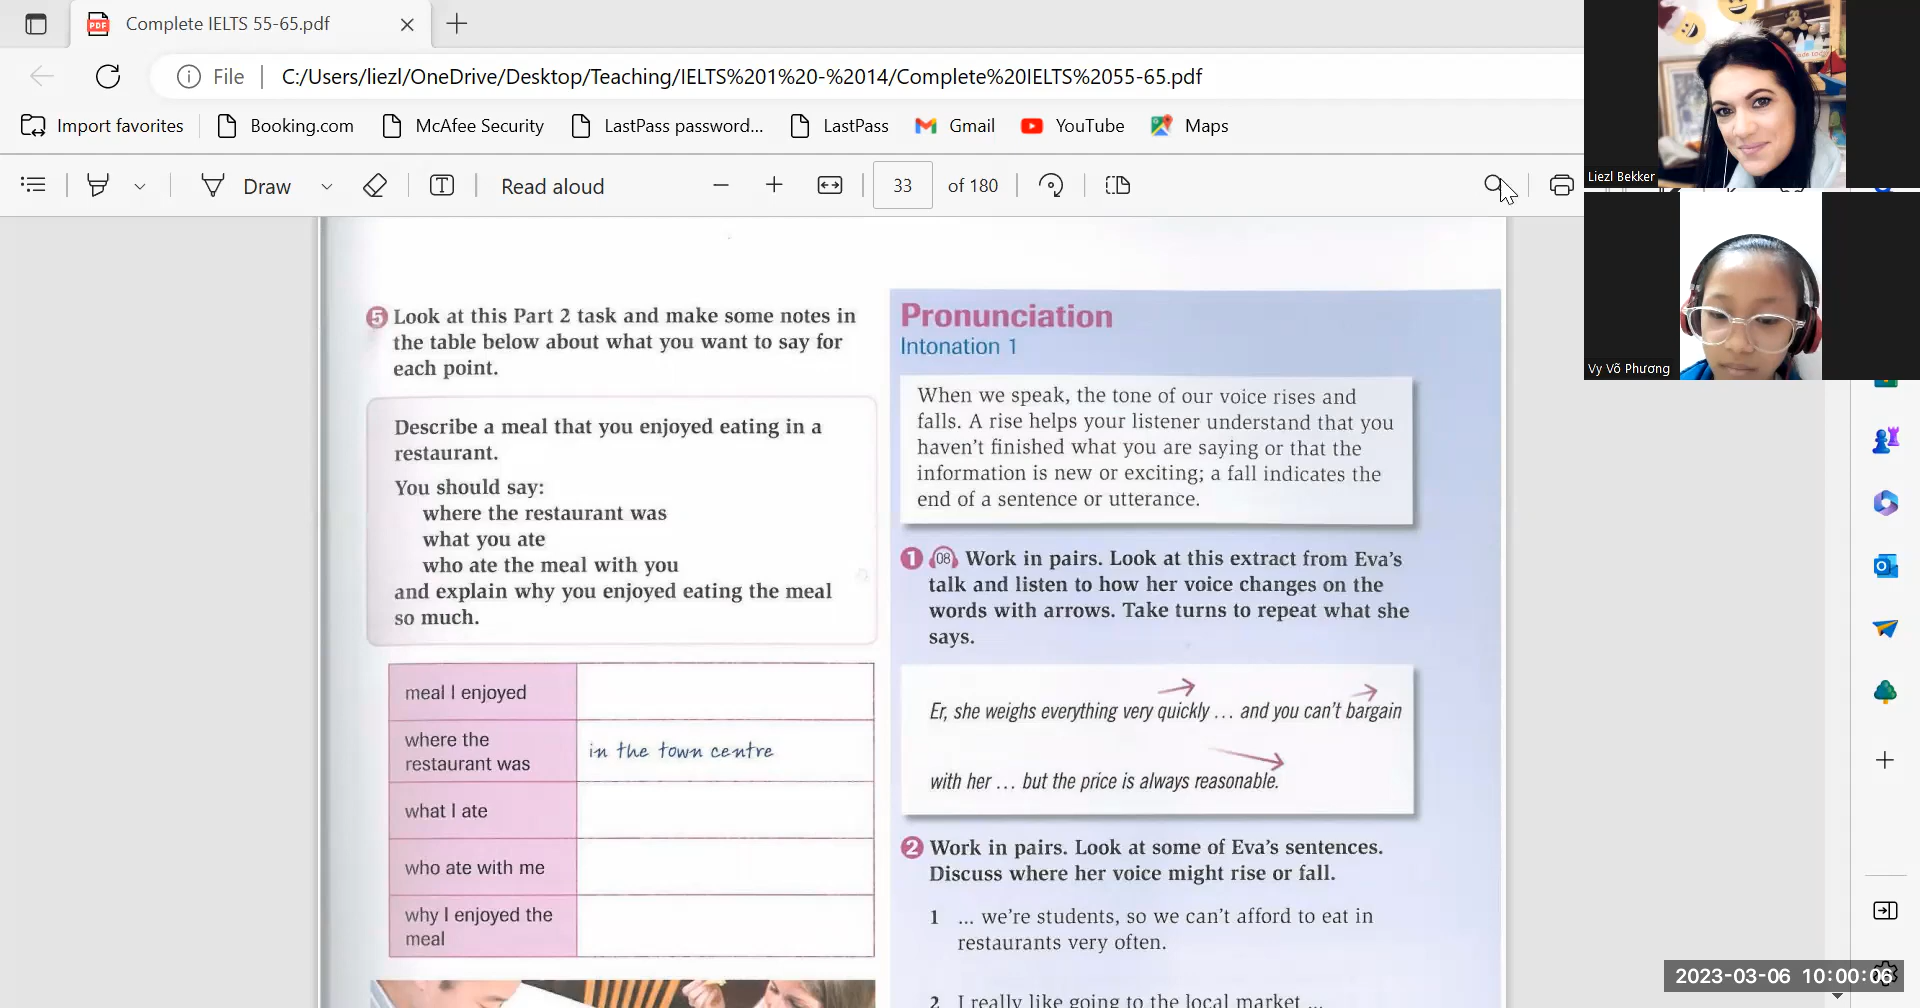 Complete IELTS 55-65.pdf
File
C:/Users/liezl/OneDrive/Desktop/Teaching/IELTS%201%20-%2014/Complete%20IELTS%2055-65.pdf
Import favorites
Booking.com
McAfee Security
LastPass password...
LastPass
Gmail
YouTube
Maps
Draw
Read aloud
33
of 180
Liezl Bekker
Vy Võ Phương
5 Look at this Part 2 task and make some notes in
the table below about what you want to say for
each point.
Describe a meal that you enjoyed eating in a
restaurant.
You should say:
where the restaurant was
what you ate
who ate the meal with you
and explain why you enjoyed eating the meal
so much.
meal I enjoyed
where the
restaurant was
in the town centre
what I ate
who ate with me
why I enjoyed the
meal
Pronunciation
Intonation 1
When we speak, the tone of our voice rises and
falls. A rise helps your listener understand that you
haven't finished what you are saying or that the
information is new or exciting; a fall indicates the
end of a sentence or utterance.
1 08 Work in pairs. Look at this extract from Eva's
talk and listen to how her voice changes on the
words with arrows. Take turns to repeat what she
says.
Er, she weighs everything very quickly ... and you can't bargain
with her ... but the price is always reasonable.
2 Work in pairs. Look at some of Eva's sentences.
Discuss where her voice might rise or fall.
1 ... we're students, so we can't afford to eat in
restaurants very often.
2 I really like going to the local market ...
2023-03-06 10:00:06